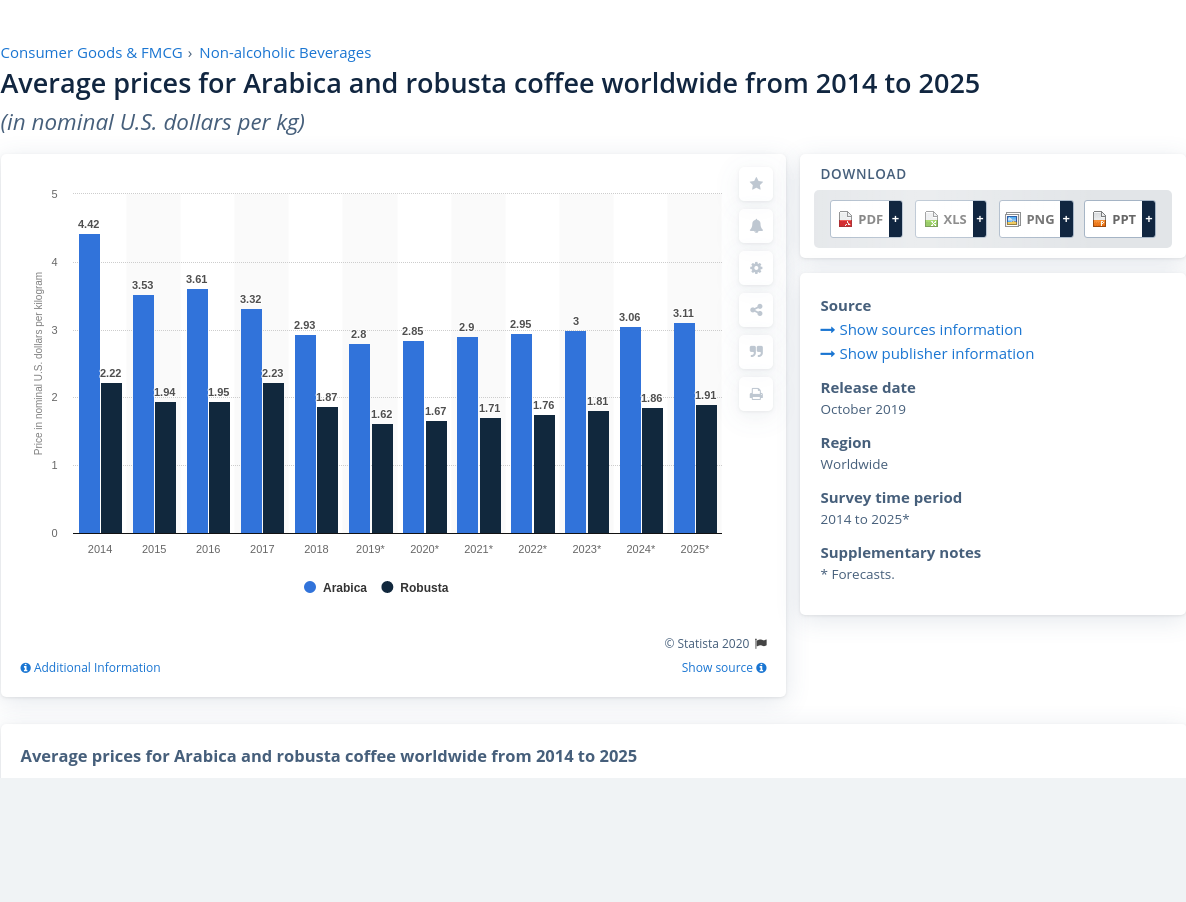 Consumer Goods & FMCG › Non-alcoholic Beverages
Average prices for Arabica and robusta coffee worldwide from 2014 to 2025
(in nominal U.S. dollars per kg)
Price in nominal U.S. dollars per kilogram
5
4
3
2
1
0
4.42
2.22
3.53
1.94
3.61
1.95
3.32
2.23
2.93
1.87
2.8
1.62
2.85
1.67
2.9
1.71
2.95
1.76
3
1.81
3.06
1.86
3.11
1.91
2014 2015 2016 2017 2018 2019* 2020* 2021* 2022* 2023* 2024* 2025*
Arabica Robusta
© Statista 2020
Additional Information Show source
DOWNLOAD
PDF + XLS + PNG + PPT +
Source
Show sources information
Show publisher information
Release date
October 2019
Region
Worldwide
Survey time period
2014 to 2025*
Supplementary notes
* Forecasts.
Average prices for Arabica and robusta coffee worldwide from 2014 to 2025